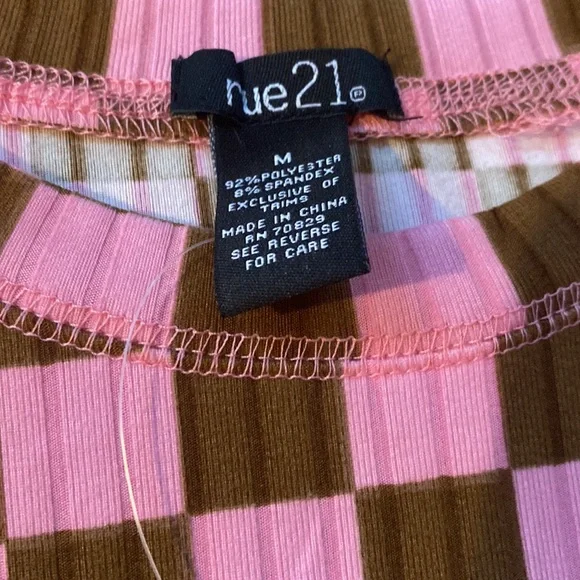 rue21®
M
92% POLYESTER
8% SPANDEX
EXCLUSIVE OF
TRIMS
MADE IN CHINA
RN 70829
SEE REVERSE
FOR CARE